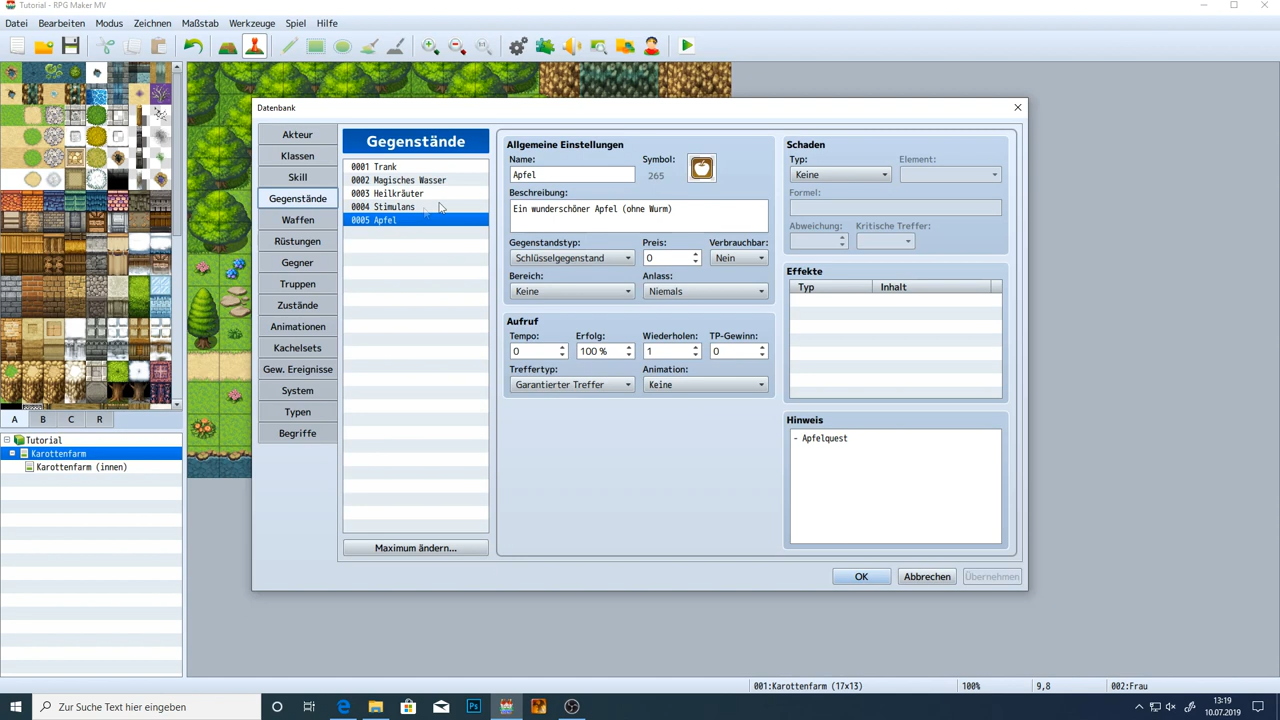 Tutorial - RPG Maker MV
Datei Bearbeiten Modus Zeichnen Maßstab Werkzeuge Spiel Hilfe
1:1
Datenbank
Akteur
Klassen
Skill
Gegenstände
Waffen
Rüstungen
Gegner
Truppen
Zustände
Animationen
Kachelsets
Gew. Ereignisse
System
Typen
Begriffe
Gegenstände
0001 Trank
0002 Magisches Wasser
0003 Heilkräuter
0004 Stimulans
0005 Apfel
Maximum ändern...
Allgemeine Einstellungen
Name: Symbol:
Apfel 265
Beschreibung:
Ein wunderschöner Apfel (ohne Wurm)
Gegenstandstyp: Preis: Verbrauchbar:
Schlüsselgegenstand 0 Nein
Bereich: Anlass:
Keine Niemals
Aufruf
Tempo: Erfolg: Wiederholen: TP-Gewinn:
0 100 % 1 0
Treffertyp: Animation:
Garantierter Treffer Keine
Schaden
Typ: Element:
Keine
Formel:
Abweichung: Kritische Treffer:
Effekte
Typ Inhalt
Hinweis
- Apfelquest
OK Abbrechen Übernehmen
A B C R
Tutorial
Karottenfarm
Karottenfarm (innen)
001:Karottenfarm (17×13) 100% 9,8 002:Frau
Zur Suche Text hier eingeben
Ps
13:19
10.07.2019